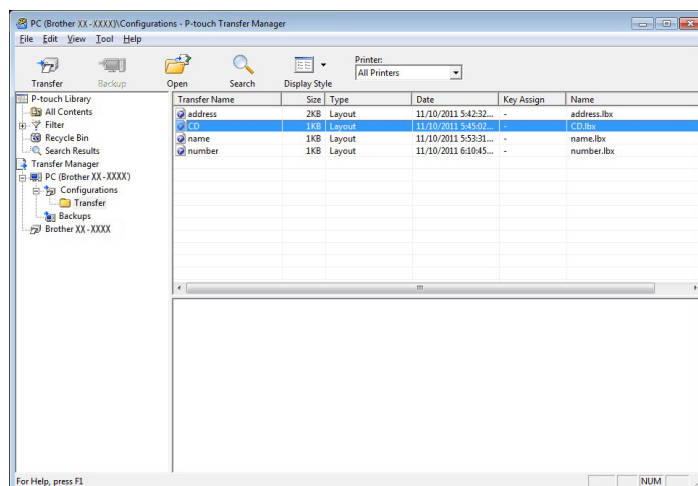 PC (Brother XX-XXXX)\Configurations - P-touch Transfer Manager
File Edit View Tool Help
Transfer Backup Open Search Display Style
Printer:
All Printers
P-touch Library
All Contents
Filter
Recycle Bin
Search Results
Transfer Manager
PC (Brother XX-XXXX)
Configurations
Transfer
Backups
Brother XX-XXXX
Transfer Name Size Type Date Key Assign Name
address 2KB Layout 11/10/2011 5:42:32... - address.lbx
CD 1KB Layout 11/10/2011 5:45:02... - CD.lbx
name 1KB Layout 11/10/2011 5:53:31... - name.lbx
number 1KB Layout 11/10/2011 6:10:45... - number.lbx
For Help, press F1
NUM